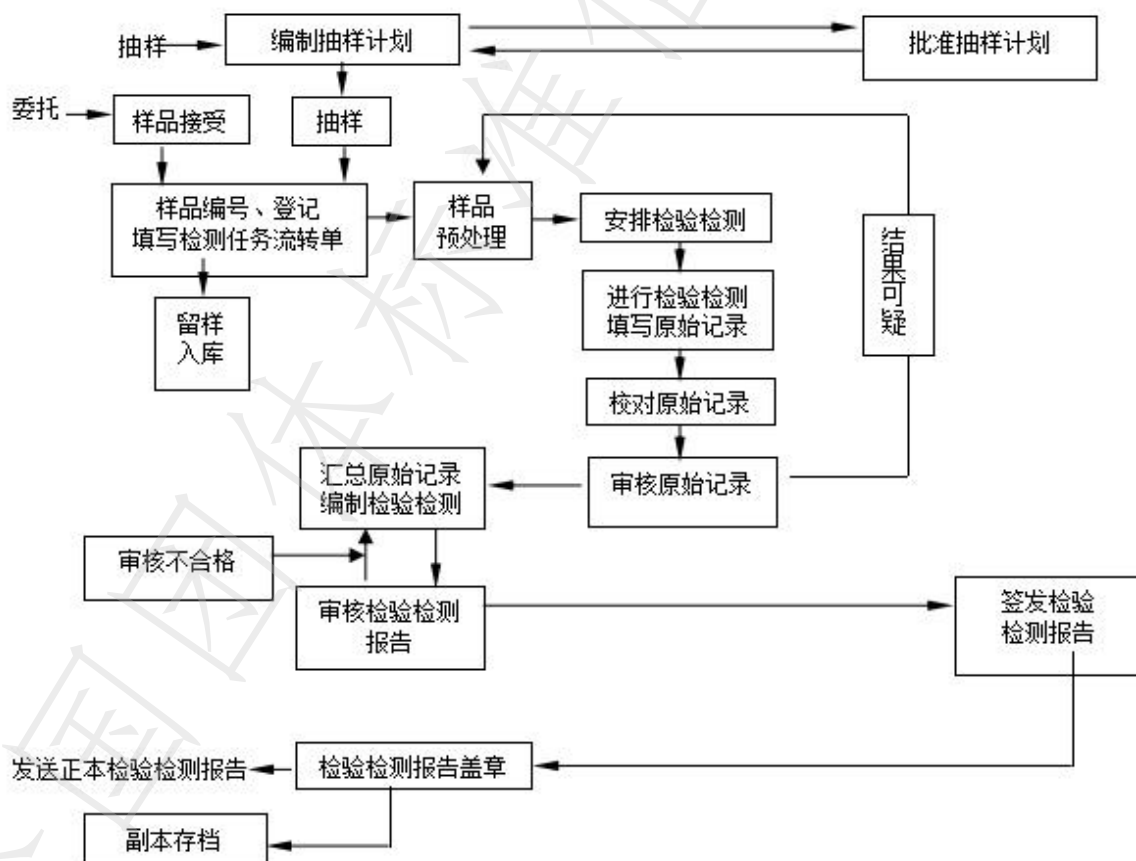 抽样
编制抽样计划
批准抽样计划
委托
样品接受
抽样
样品编号、登记
填写检测任务流转单
样品
预处理
安排检验检测
结果可疑
留样
入库
进行检验检测
填写原始记录
校对原始记录
汇总原始记录
编制检验检测
审核原始记录
审核不合格
审核检验检测
报告
签发检验
检测报告
发送正本检验检测报告
检验检测报告盖章
副本存档
国团体标准